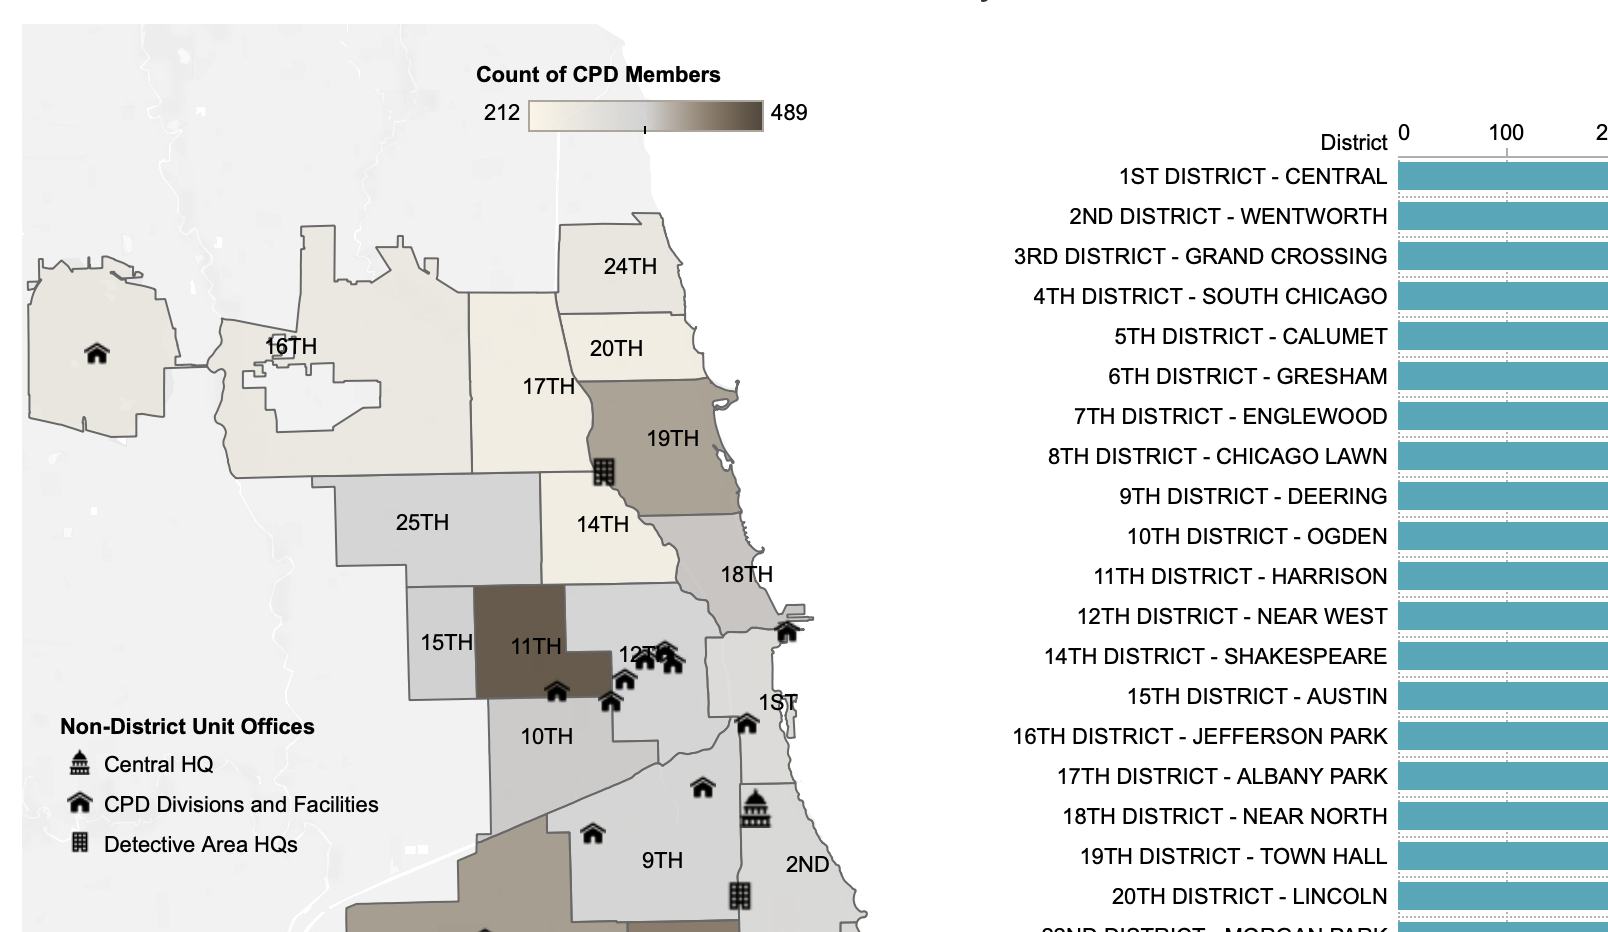 Count of CPD Members
212
489
24TH
16TH
20TH
17TH
19TH
25TH
14TH
18TH
15TH
11TH
1ST
10TH
9TH
2ND
Non-District Unit Offices
Central HQ
CPD Divisions and Facilities
Detective Area HQs
District
0
100
1ST DISTRICT - CENTRAL
2ND DISTRICT - WENTWORTH
3RD DISTRICT - GRAND CROSSING
4TH DISTRICT - SOUTH CHICAGO
5TH DISTRICT - CALUMET
6TH DISTRICT - GRESHAM
7TH DISTRICT - ENGLEWOOD
8TH DISTRICT - CHICAGO LAWN
9TH DISTRICT - DEERING
10TH DISTRICT - OGDEN
11TH DISTRICT - HARRISON
12TH DISTRICT - NEAR WEST
14TH DISTRICT - SHAKESPEARE
15TH DISTRICT - AUSTIN
16TH DISTRICT - JEFFERSON PARK
17TH DISTRICT - ALBANY PARK
18TH DISTRICT - NEAR NORTH
19TH DISTRICT - TOWN HALL
20TH DISTRICT - LINCOLN